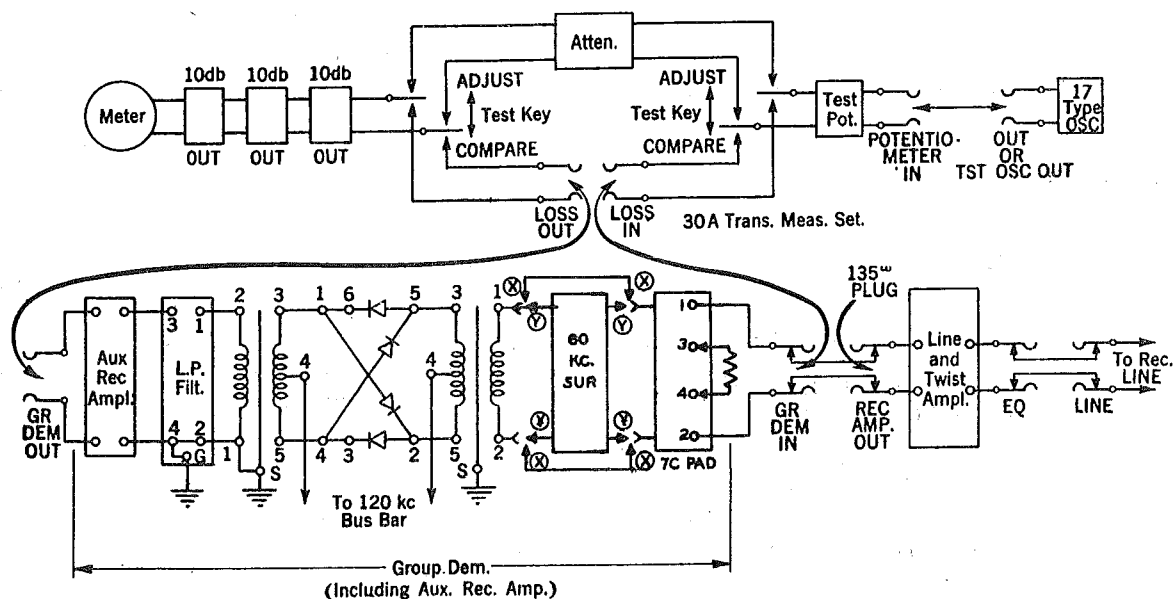 Atten.
10db 10db 10db
ADJUST
ADJUST
Meter
Test Key
Test Key
Test Pot.
17 Type OSC
OUT OUT OUT
COMPARE
COMPARE
POTENTIO-METER IN
OUT OR TST OSC OUT
LOSS OUT
LOSS IN
30A Trans. Meas. Set.
135ω PLUG
2 3 1 6 5 3 1 X X
3 1 Y Y 1
Aux Rec Ampl.
L.P. Filt.
4 4
60 KC. SUR
3
4
Line and Twist Ampl.
To Rec. LINE
GR DEM OUT
4 2 G 1 5 4 3 2 5 2
S S
Y Y
X X
2
7C PAD
GR DEM IN
REC AMP. OUT
EQ
LINE
To 120 kc Bus Bar
Group Dem.
(Including Aux. Rec. Amp.)